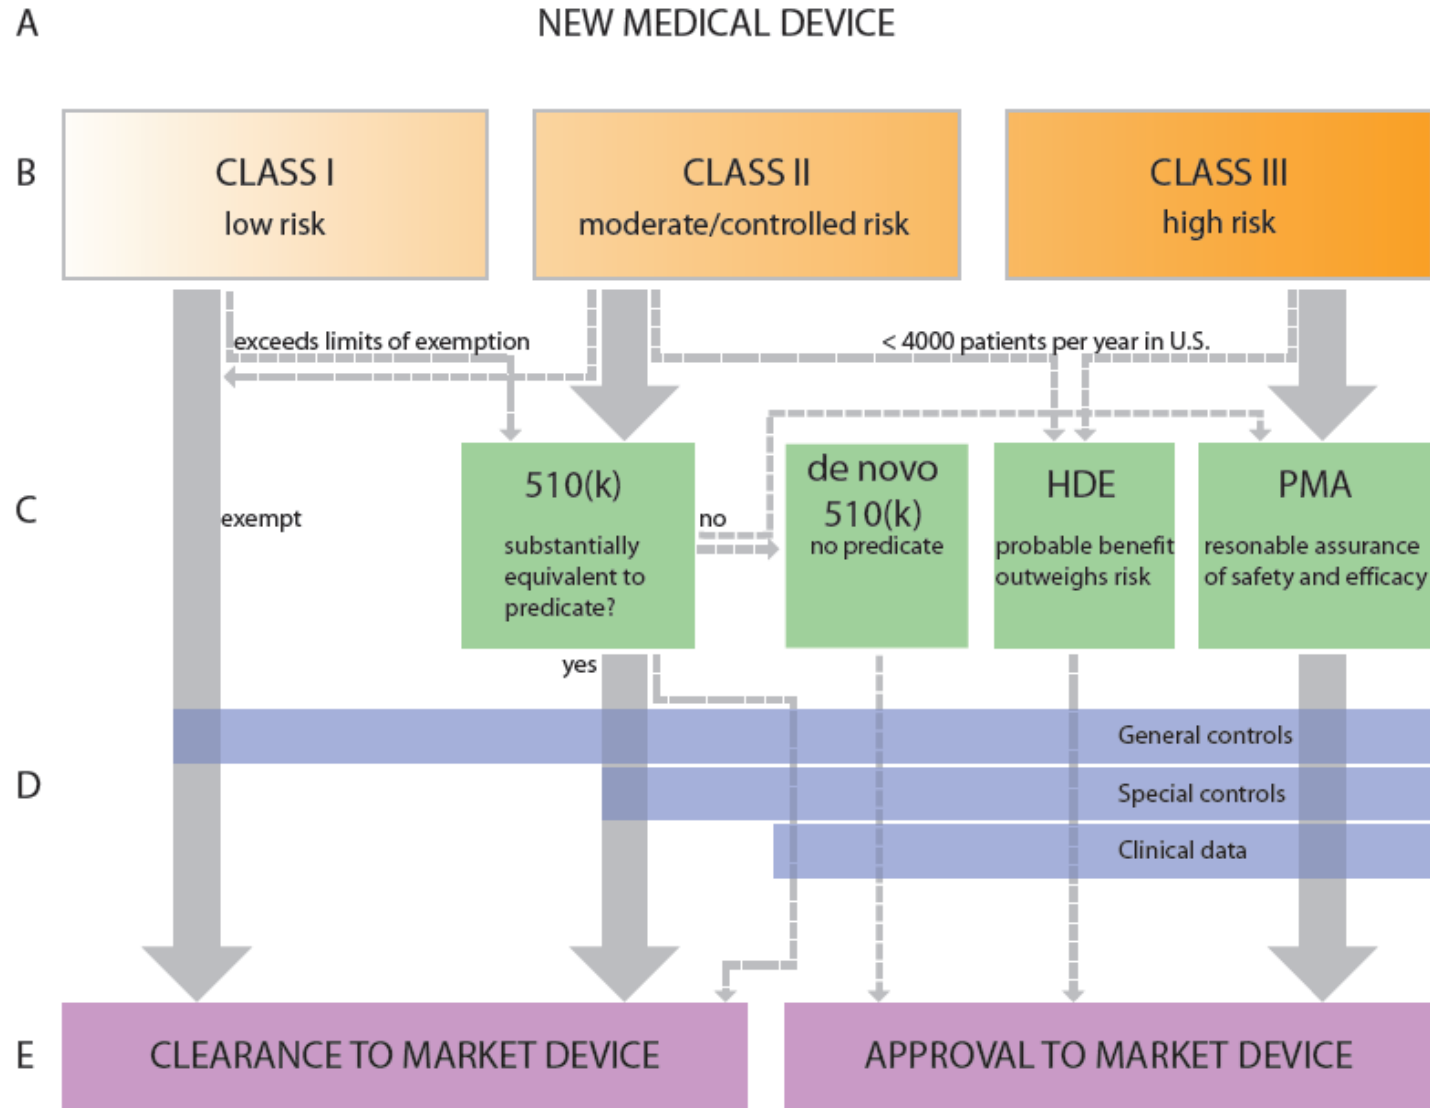 A
NEW MEDICAL DEVICE
B
CLASS I
low risk
CLASS II
moderate/controlled risk
CLASS III
high risk
exceeds limits of exemption
< 4000 patients per year in U.S.
C
exempt
510(k)
substantially
equivalent to
predicate?
no
de novo
510(k)
no predicate
HDE
probable benefit
outweighs risk
PMA
resonable assurance
of safety and efficacy
yes
D
General controls
Special controls
Clinical data
E
CLEARANCE TO MARKET DEVICE
APPROVAL TO MARKET DEVICE